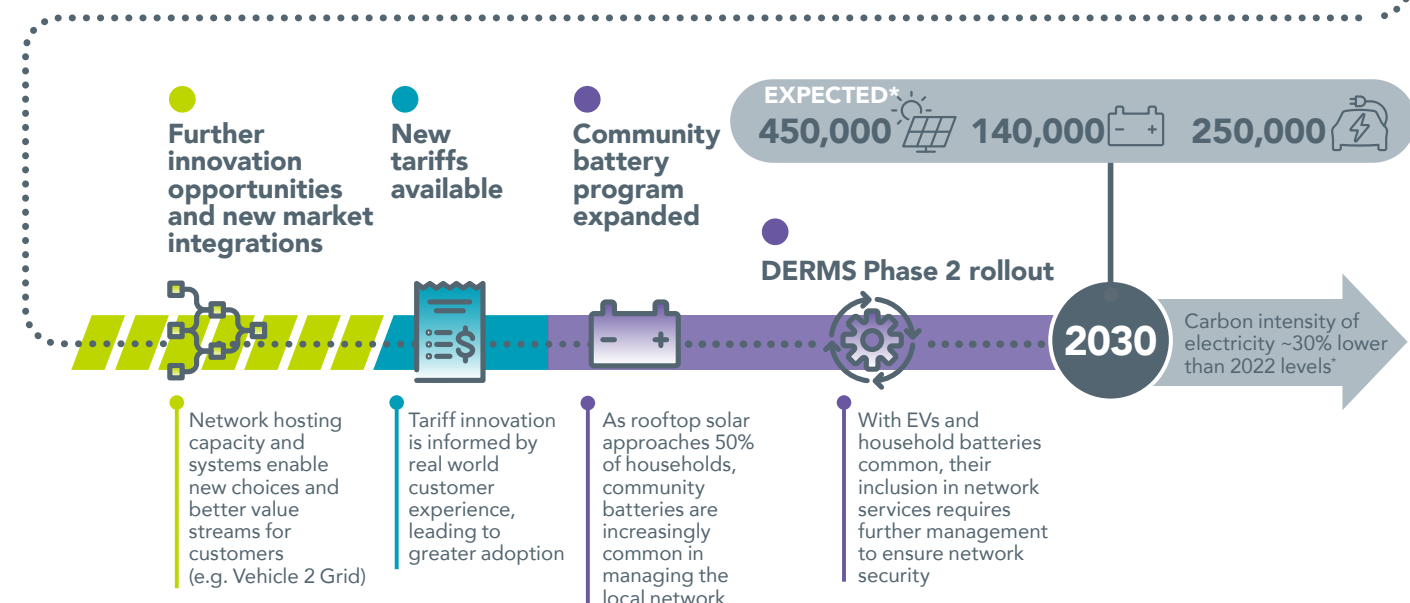 EXPECTED*
450,000
140,000
250,000
Further
innovation
opportunities
and new market
integrations
New
tariffs
available
Community
battery
program
expanded
DERMS Phase 2 rollout
$
2030
Carbon intensity of
electricity ~30% lower
than 2022 levels*
Network hosting
capacity and
systems enable
new choices and
better value
streams for
customers
(e.g. Vehicle 2 Grid)
Tariff innovation
is informed by
real world
customer
experience,
leading to
greater adoption
As rooftop solar
approaches 50%
of households,
community
batteries are
increasingly
common in
managing the
local network
With EVs and
household batteries
common, their
inclusion in network
services requires
further management
to ensure network
security